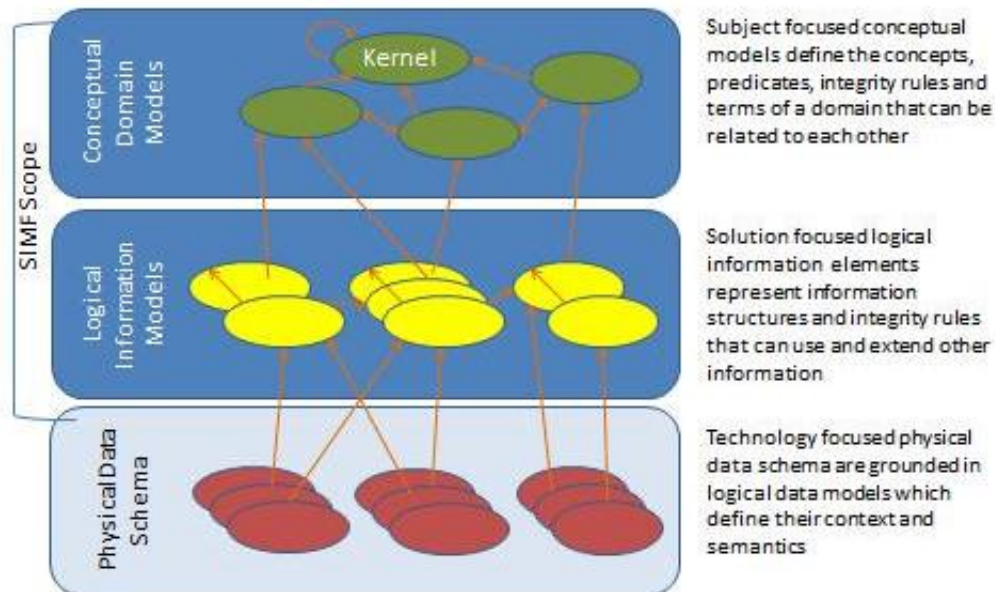 SIMF Scope
Conceptual
Domain
Models
Kernel
Subject focused conceptual
models define the concepts,
predicates, integrity rules and
terms of a domain that can be
related to each other
Logical
Information
Models
Solution focused logical
information elements
represent information
structures and integrity rules
that can use and extend other
information
Physical Data
Schema
Technology focused physical
data schema are grounded in
logical data models which
define their context and
semantics